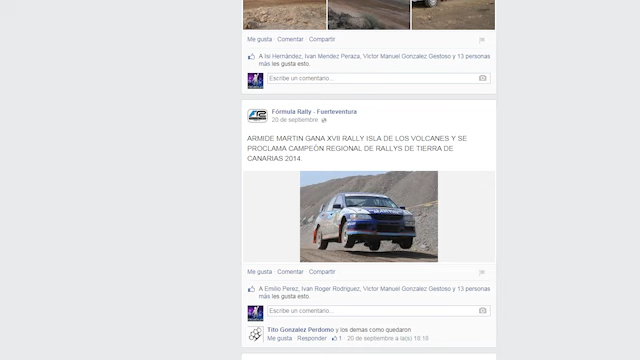 Me gusta · Comentar · Compartir
A Isi Hernández, Ivan Mendez Peraza, Victor Manuel Gonzalez Gestoso y 13 personas
más les gusta esto.
Escribe un comentario...
Fórmula Rally - Fuerteventura
20 de septiembre
ARMIDE MARTIN GANA XVII RALLY ISLA DE LOS VOLCANES Y SE
PROCLAMA CAMPEÓN REGIONAL DE RALLYS DE TIERRA DE
CANARIAS 2014.
Me gusta · Comentar · Compartir
A Emilio Perez, Ivan Roger Rodriguez, Victor Manuel Gonzalez Gestoso y 13 personas
más les gusta esto.
Escribe un comentario...
Tito Gonzalez Perdomo y los demas como quedaron
Me gusta · Responder · 1 · 20 de septiembre a la(s) 18:16